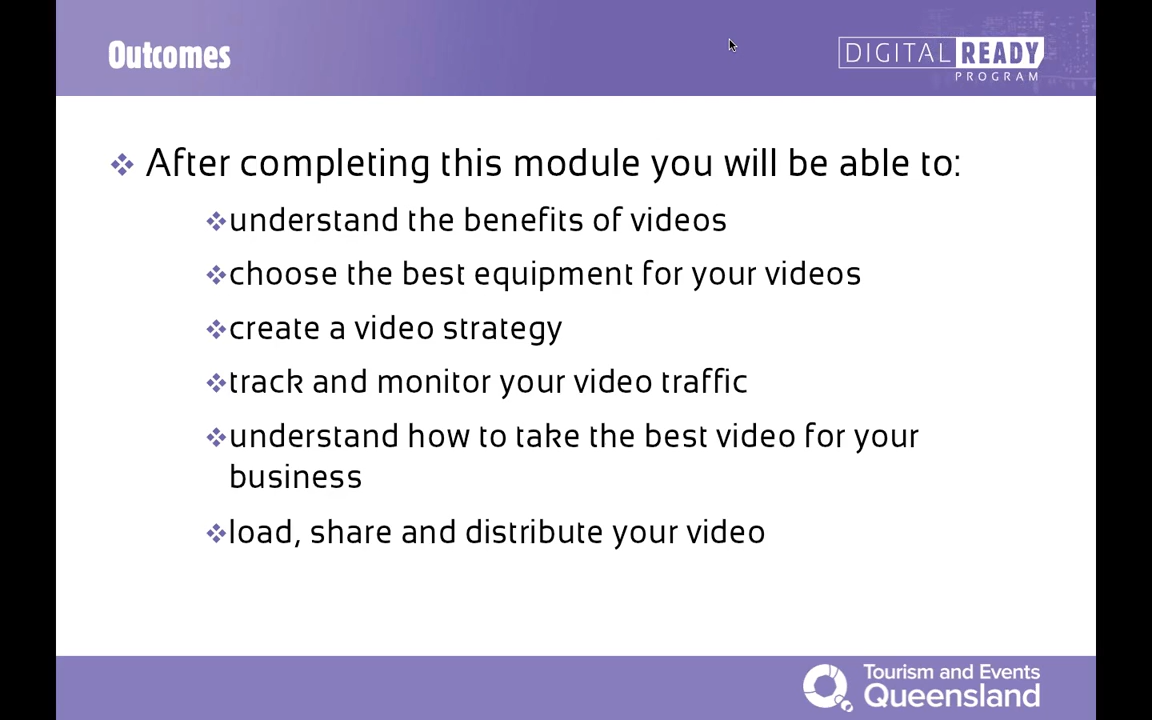 Outcomes
DIGITAL READY
PROGRAM
After completing this module you will be able to:
understand the benefits of videos
choose the best equipment for your videos
create a video strategy
track and monitor your video traffic
understand how to take the best video for your
business
load, share and distribute your video
Tourism and Events
Queensland